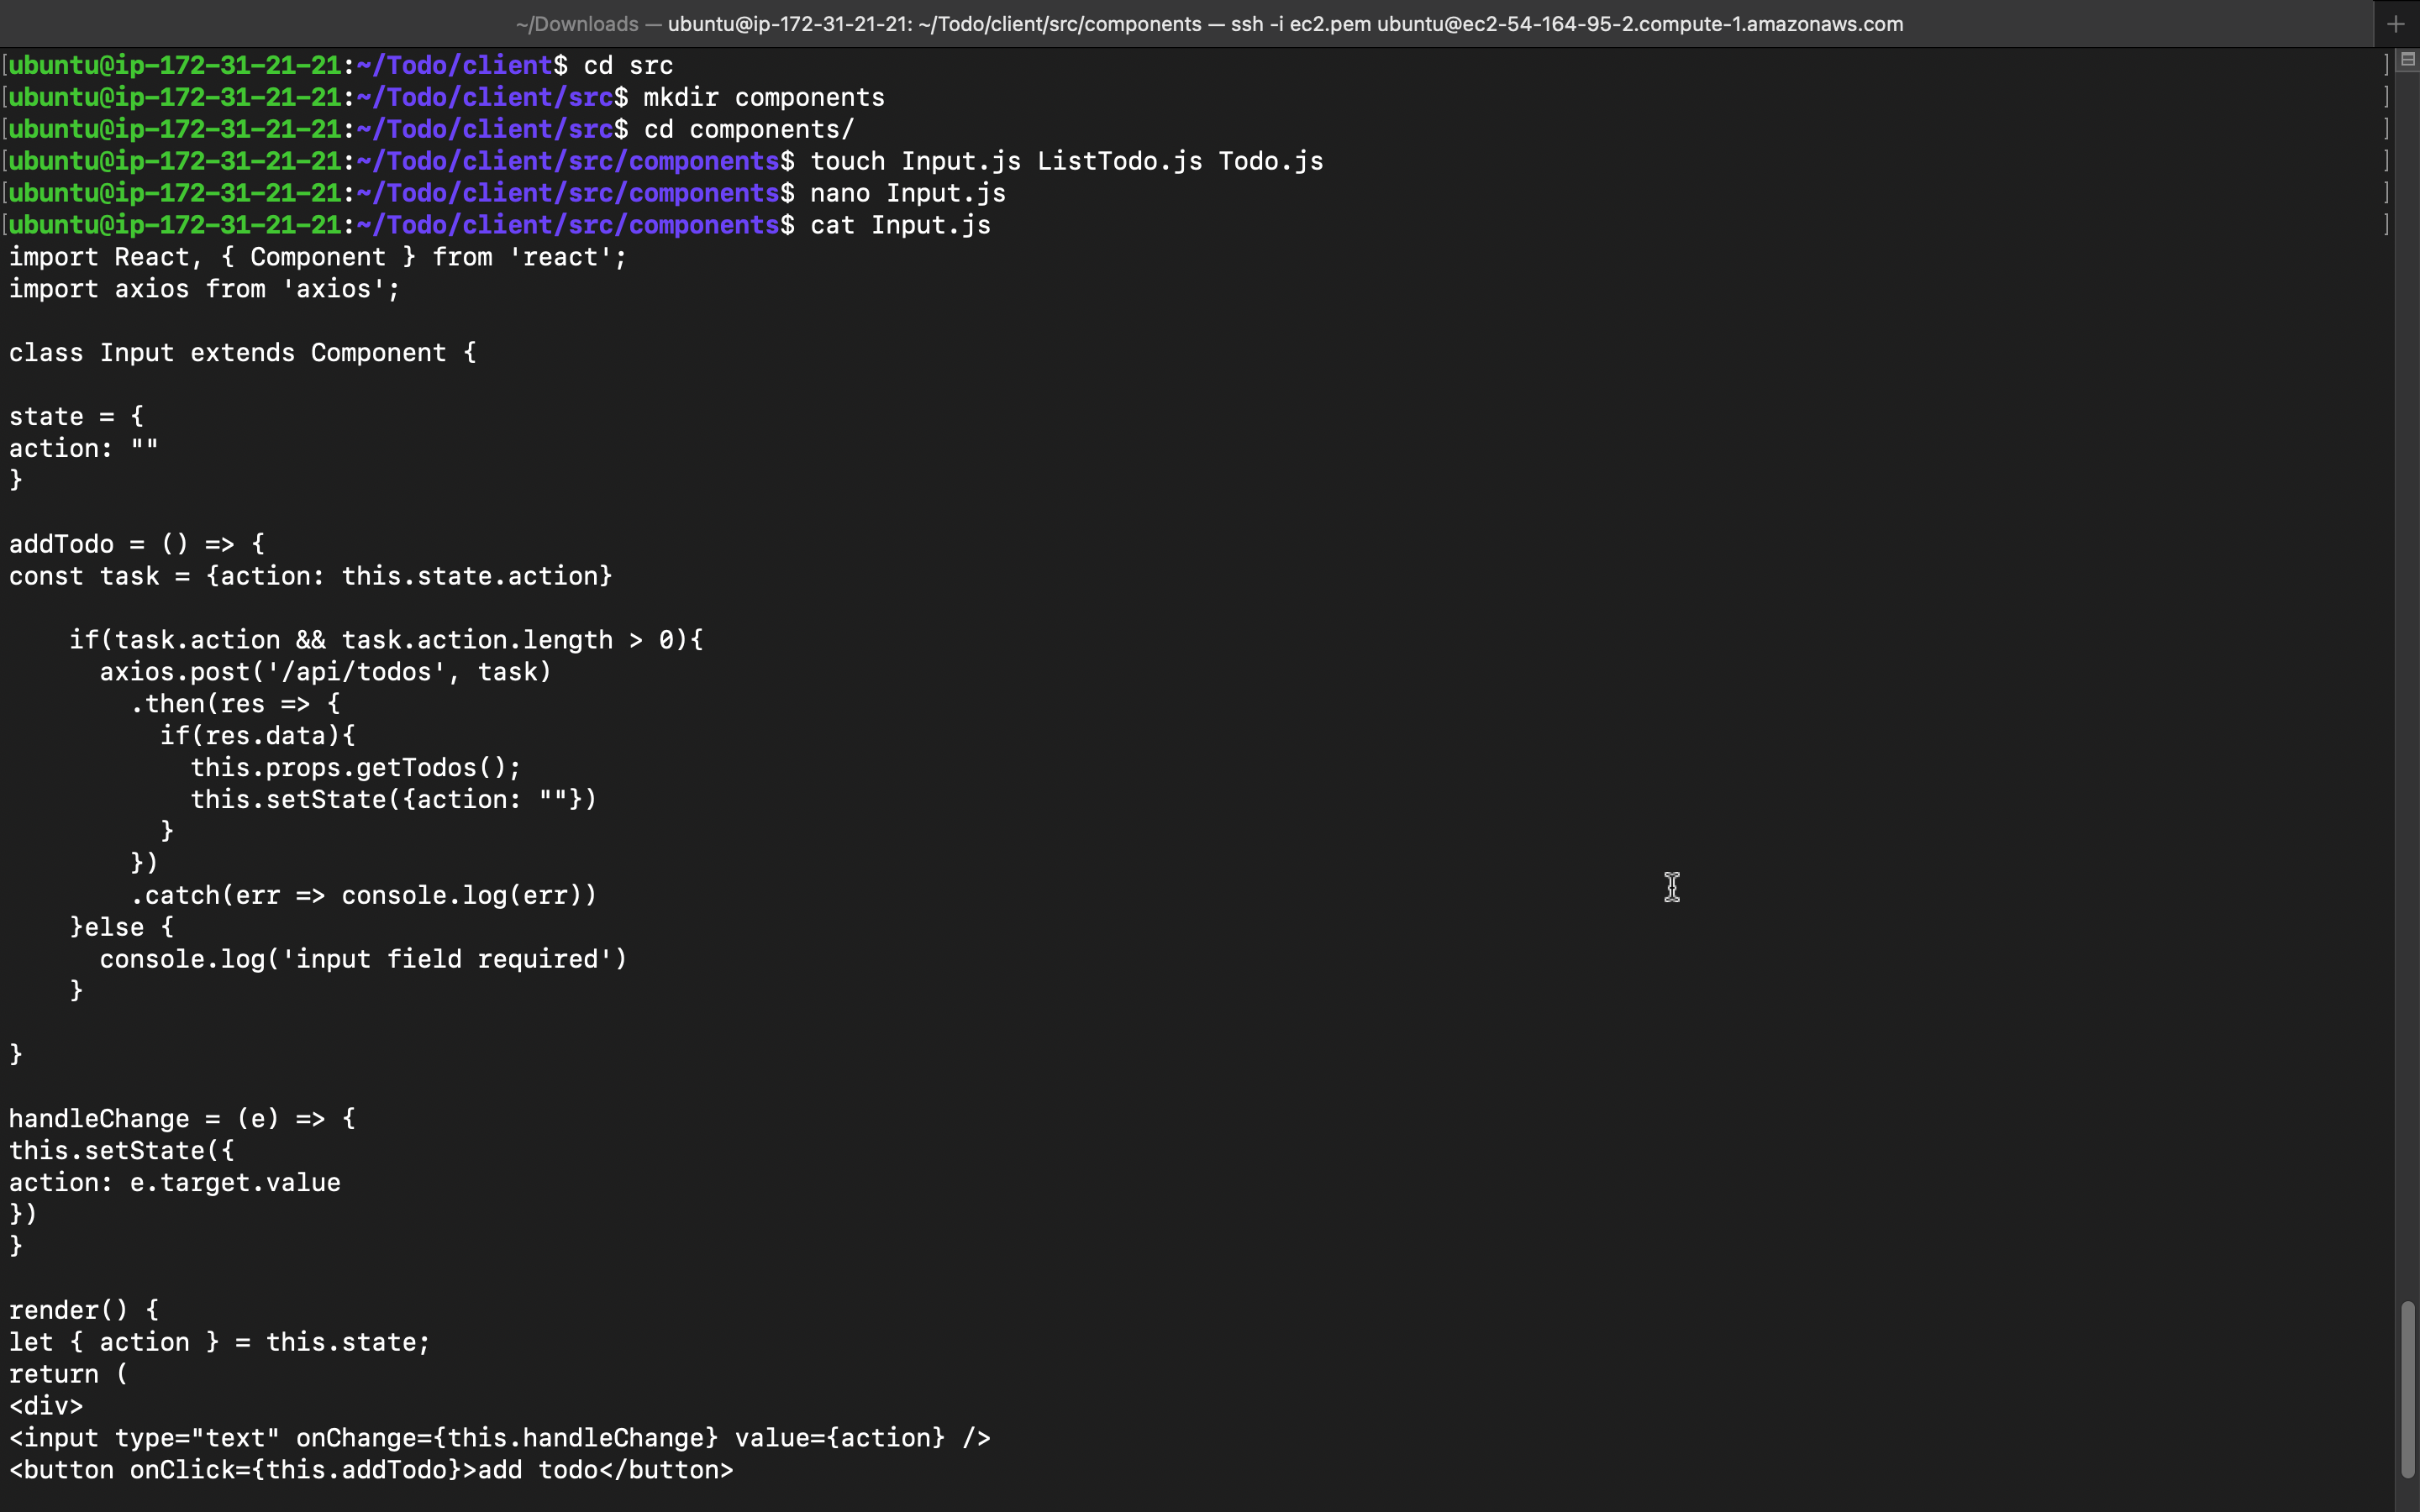 ~/Downloads — ubuntu@ip-172-31-21-21: ~/Todo/client/src/components — ssh -i ec2.pem ubuntu@ec2-54-164-95-2.compute-1.amazonaws.com
[ubuntu@ip-172-31-21-21:~/Todo/client$ cd src ]
[ubuntu@ip-172-31-21-21:~/Todo/client/src$ mkdir components ]
[ubuntu@ip-172-31-21-21:~/Todo/client/src$ cd components/ ]
[ubuntu@ip-172-31-21-21:~/Todo/client/src/components$ touch Input.js ListTodo.js Todo.js ]
[ubuntu@ip-172-31-21-21:~/Todo/client/src/components$ nano Input.js ]
[ubuntu@ip-172-31-21-21:~/Todo/client/src/components$ cat Input.js ]
import React, { Component } from 'react';
import axios from 'axios';

class Input extends Component {

state = {
action: ""
}

addTodo = () => {
const task = {action: this.state.action}

    if(task.action && task.action.length > 0){
      axios.post('/api/todos', task)
        .then(res => {
          if(res.data){
            this.props.getTodos();
            this.setState({action: ""})
          }
        })
        .catch(err => console.log(err))
    }else {
      console.log('input field required')
    }

}

handleChange = (e) => {
this.setState({
action: e.target.value
})
}

render() {
let { action } = this.state;
return (
<div>
<input type="text" onChange={this.handleChange} value={action} />
<button onClick={this.addTodo}>add todo</button>